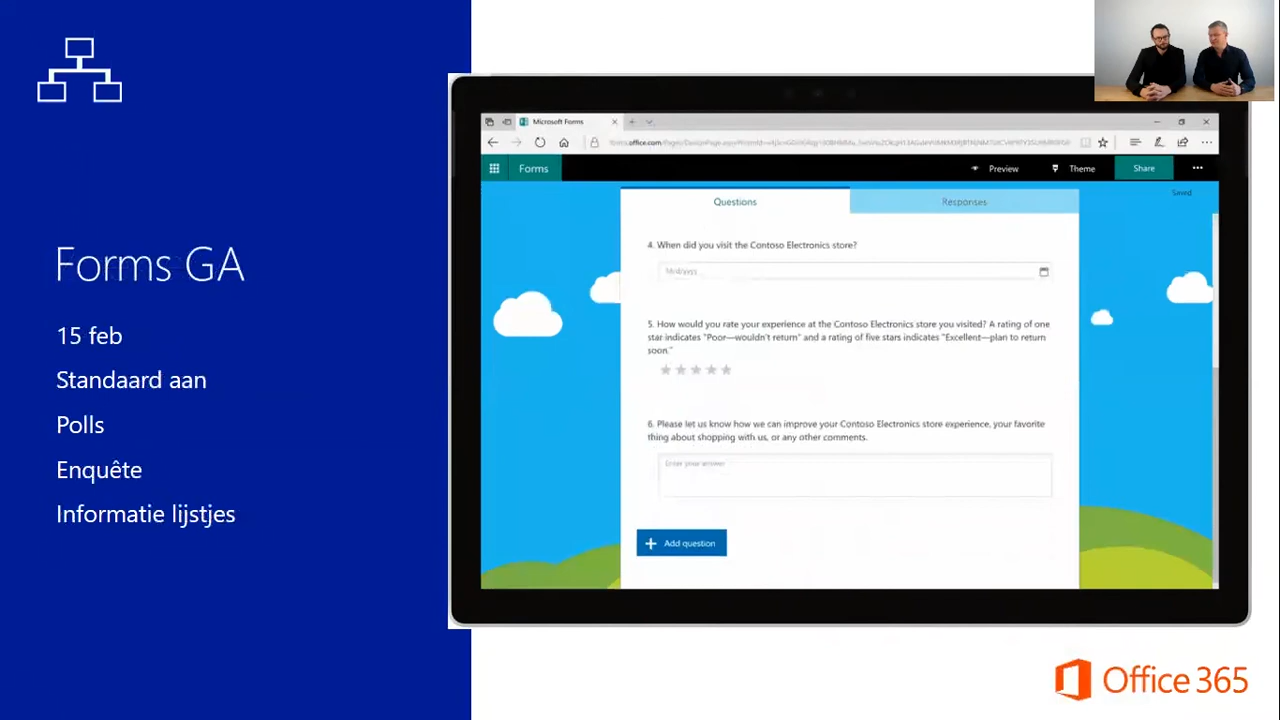 Forms GA
15 feb
Standaard aan
Polls
Enquête
Informatie lijstjes
Microsoft Forms
Forms
Preview
Theme
Share
Saved
Questions
Responses
4. When did you visit the Contoso Electronics store?
5. How would you rate your experience at the Contoso Electronics store you visited? A rating of one
star indicates "Poor—wouldn't return" and a rating of five stars indicates "Excellent—plan to return
soon."
6. Please let us know how we can improve your Contoso Electronics store experience, your favorite
thing about shopping with us, or any other comments.
Enter your answer
Add question
Office 365